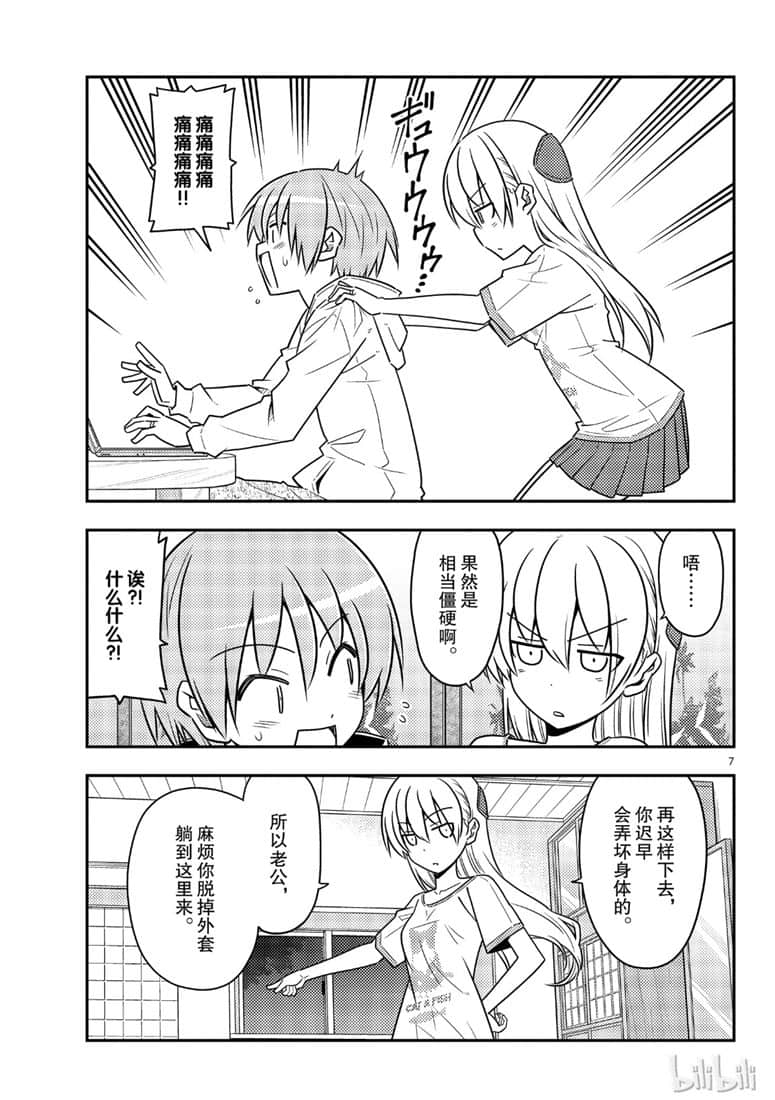 痛痛痛痛
痛痛痛痛!!
ギュウウウウゥ…
唔……
果然是
相当僵硬啊。
诶?!
什么什么?!
7
再这样下去，
你迟早
会弄坏身体的。
所以老公，
麻烦你脱掉外套
躺到这里来。
CAT & FISH
bilibili